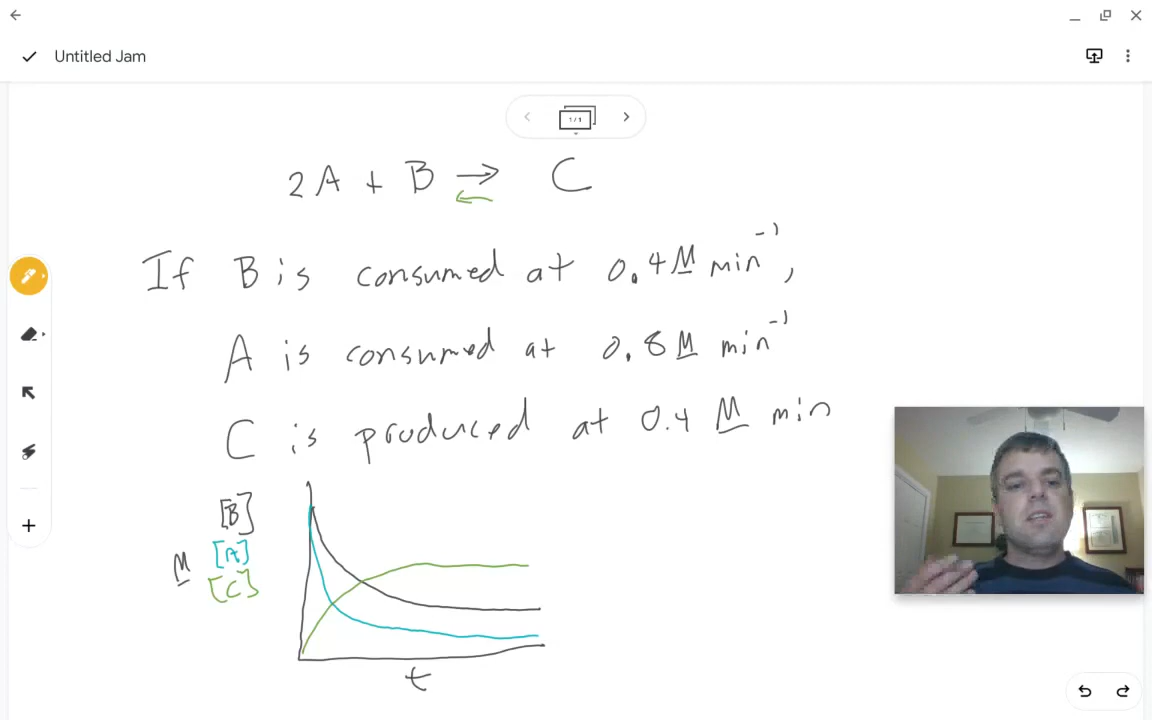 Untitled Jam
1/1
2A + B → C
If B is consumed at 0.4 M min⁻¹,
A is consumed at 0.8 M min⁻¹
C is produced at 0.4 M min
[B]
[A]
M
[C]
t